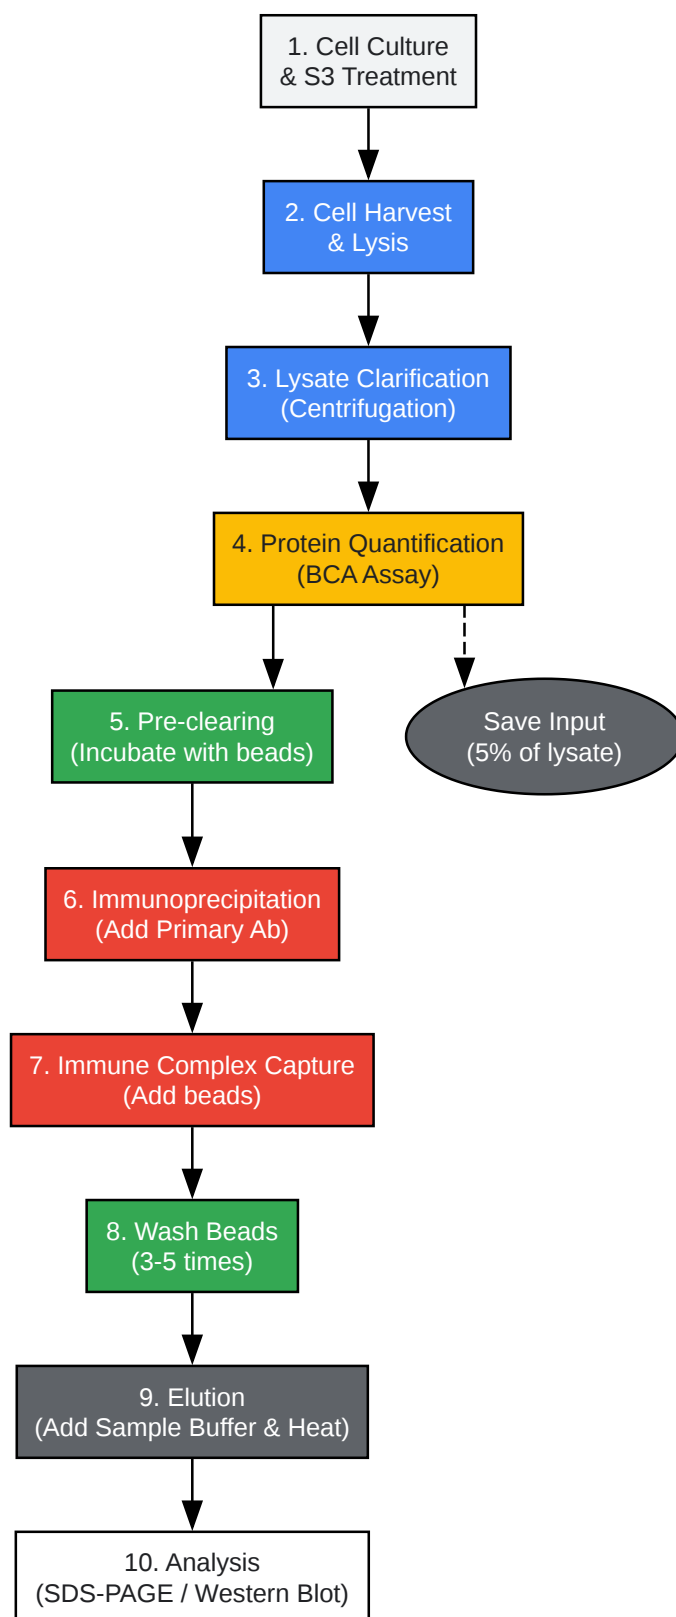 1. Cell Culture
& S3 Treatment
2. Cell Harvest
& Lysis
3. Lysate Clarification
(Centrifugation)
4. Protein Quantification
(BCA Assay)
5. Pre-clearing
(Incubate with beads)
Save Input
(5% of lysate)
6. Immunoprecipitation
(Add Primary Ab)
7. Immune Complex Capture
(Add beads)
8. Wash Beads
(3-5 times)
9. Elution
(Add Sample Buffer & Heat)
10. Analysis
(SDS-PAGE / Western Blot)